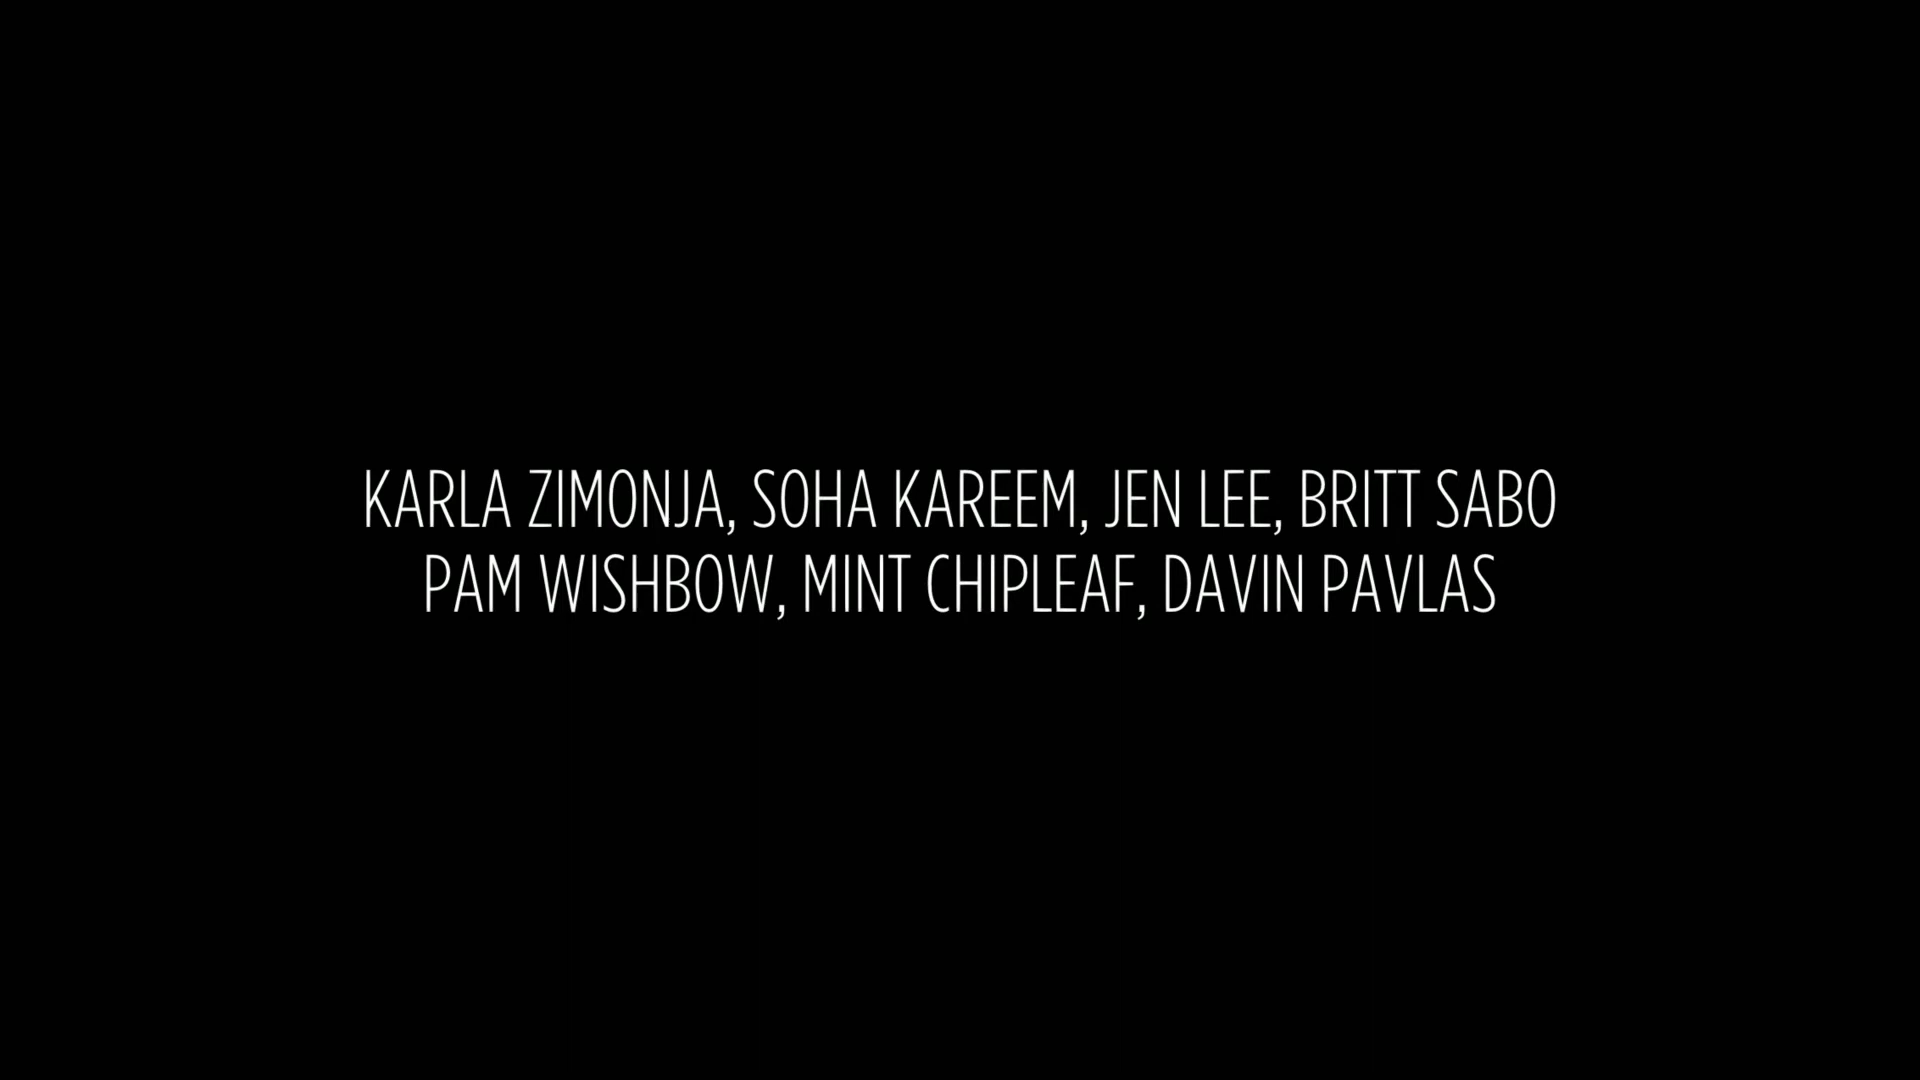 KARLA ZIMONJA, SOHA KAREEM, JEN LEE, BRITT SABO
PAM WISHBOW, MINT CHIPLEAF, DAVIN PAVLAS